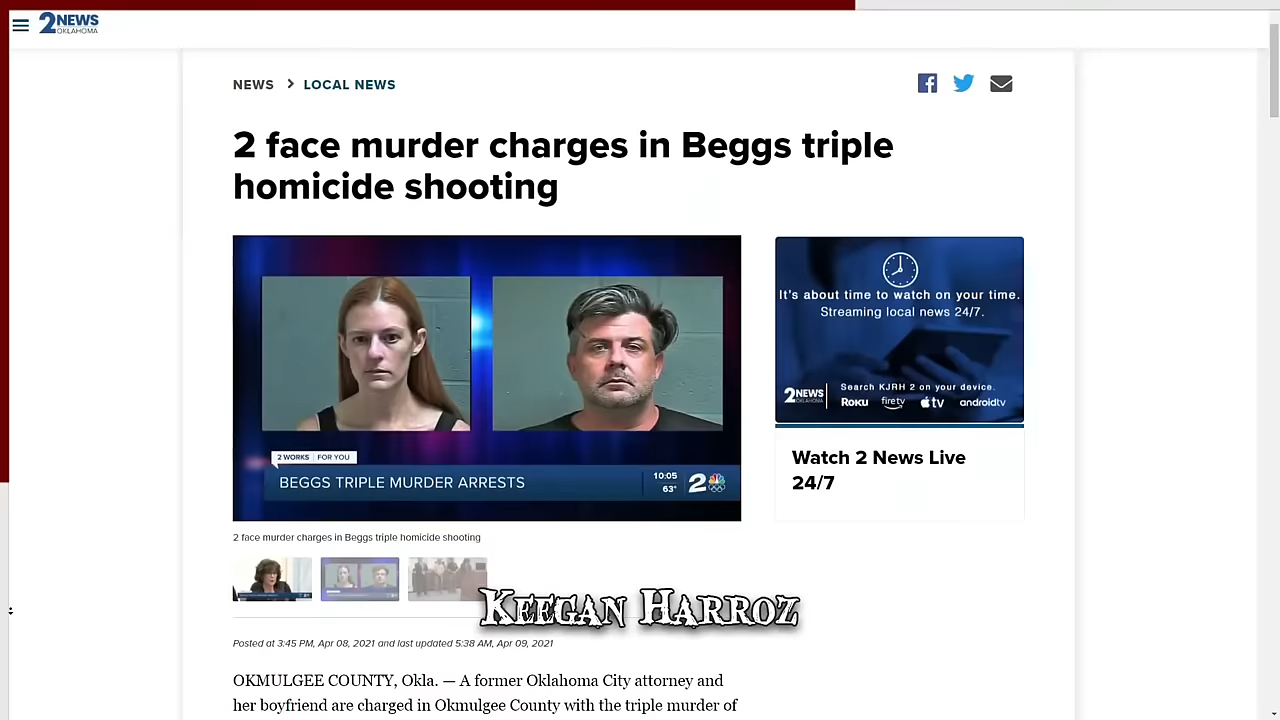 2NEWS
OKLAHOMA
NEWS > LOCAL NEWS
2 face murder charges in Beggs triple
homicide shooting
2 WORKS | FOR YOU
BEGGS TRIPLE MURDER ARRESTS
10:05
63°
2
2 face murder charges in Beggs triple homicide shooting
It's about time to watch on your time.
Streaming local news 24/7.
2NEWS
OKLAHOMA
Search KJRH 2 on your device.
Roku firetv tv androidtv
Watch 2 News Live
24/7
Keegan Harroz
Posted at 3:45 PM, Apr 08, 2021 and last updated 5:38 AM, Apr 09, 2021
OKMULGEE COUNTY, Okla. — A former Oklahoma City attorney and
her boyfriend are charged in Okmulgee County with the triple murder of